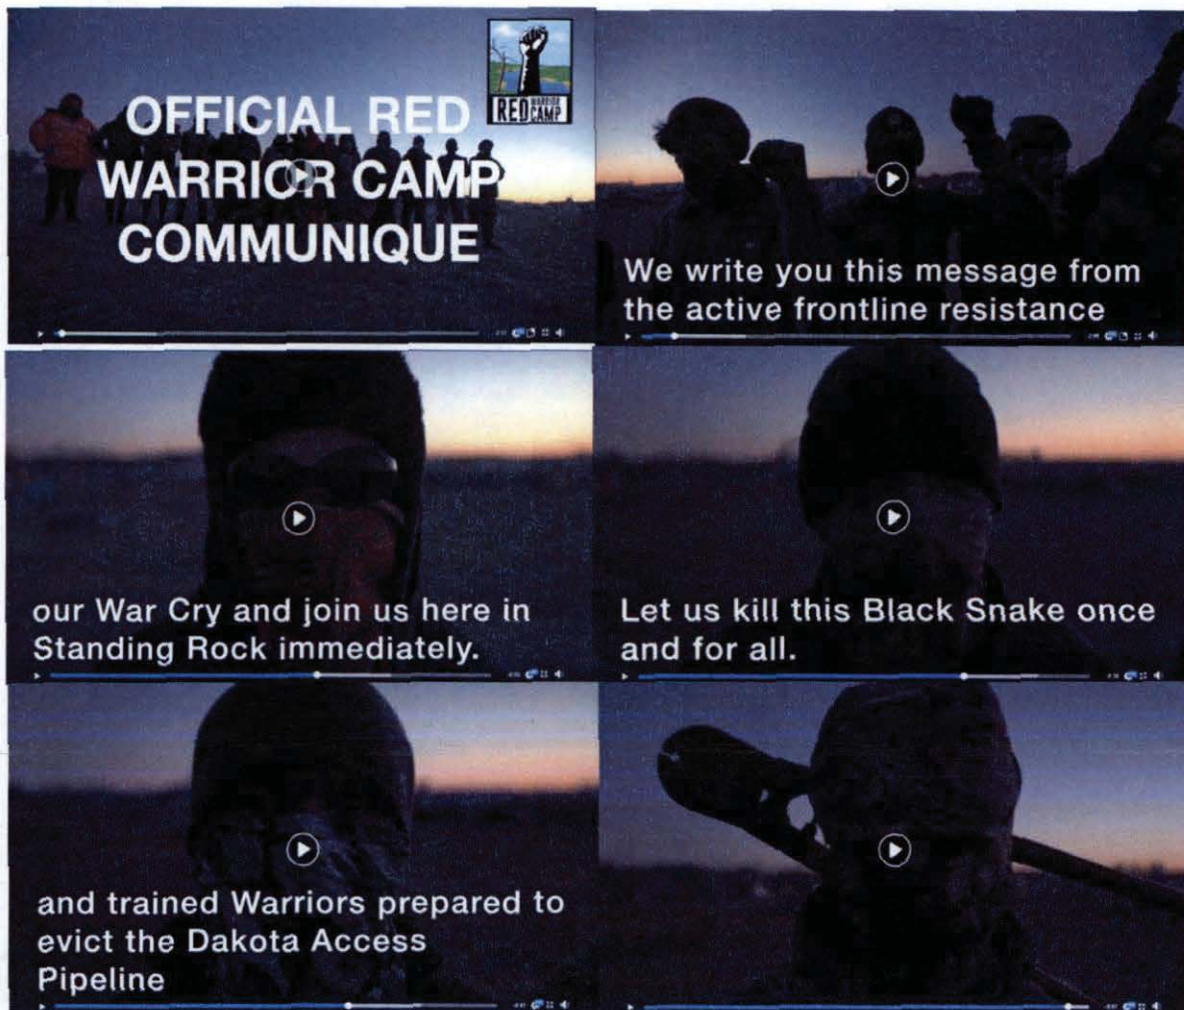 OFFICIAL RED
WARRIOR CAMP
COMMUNIQUE
RED WARRIOR CAMP
We write you this message from
the active frontline resistance
our War Cry and join us here in
Standing Rock immediately.
Let us kill this Black Snake once
and for all.
and trained Warriors prepared to
evict the Dakota Access
Pipeline